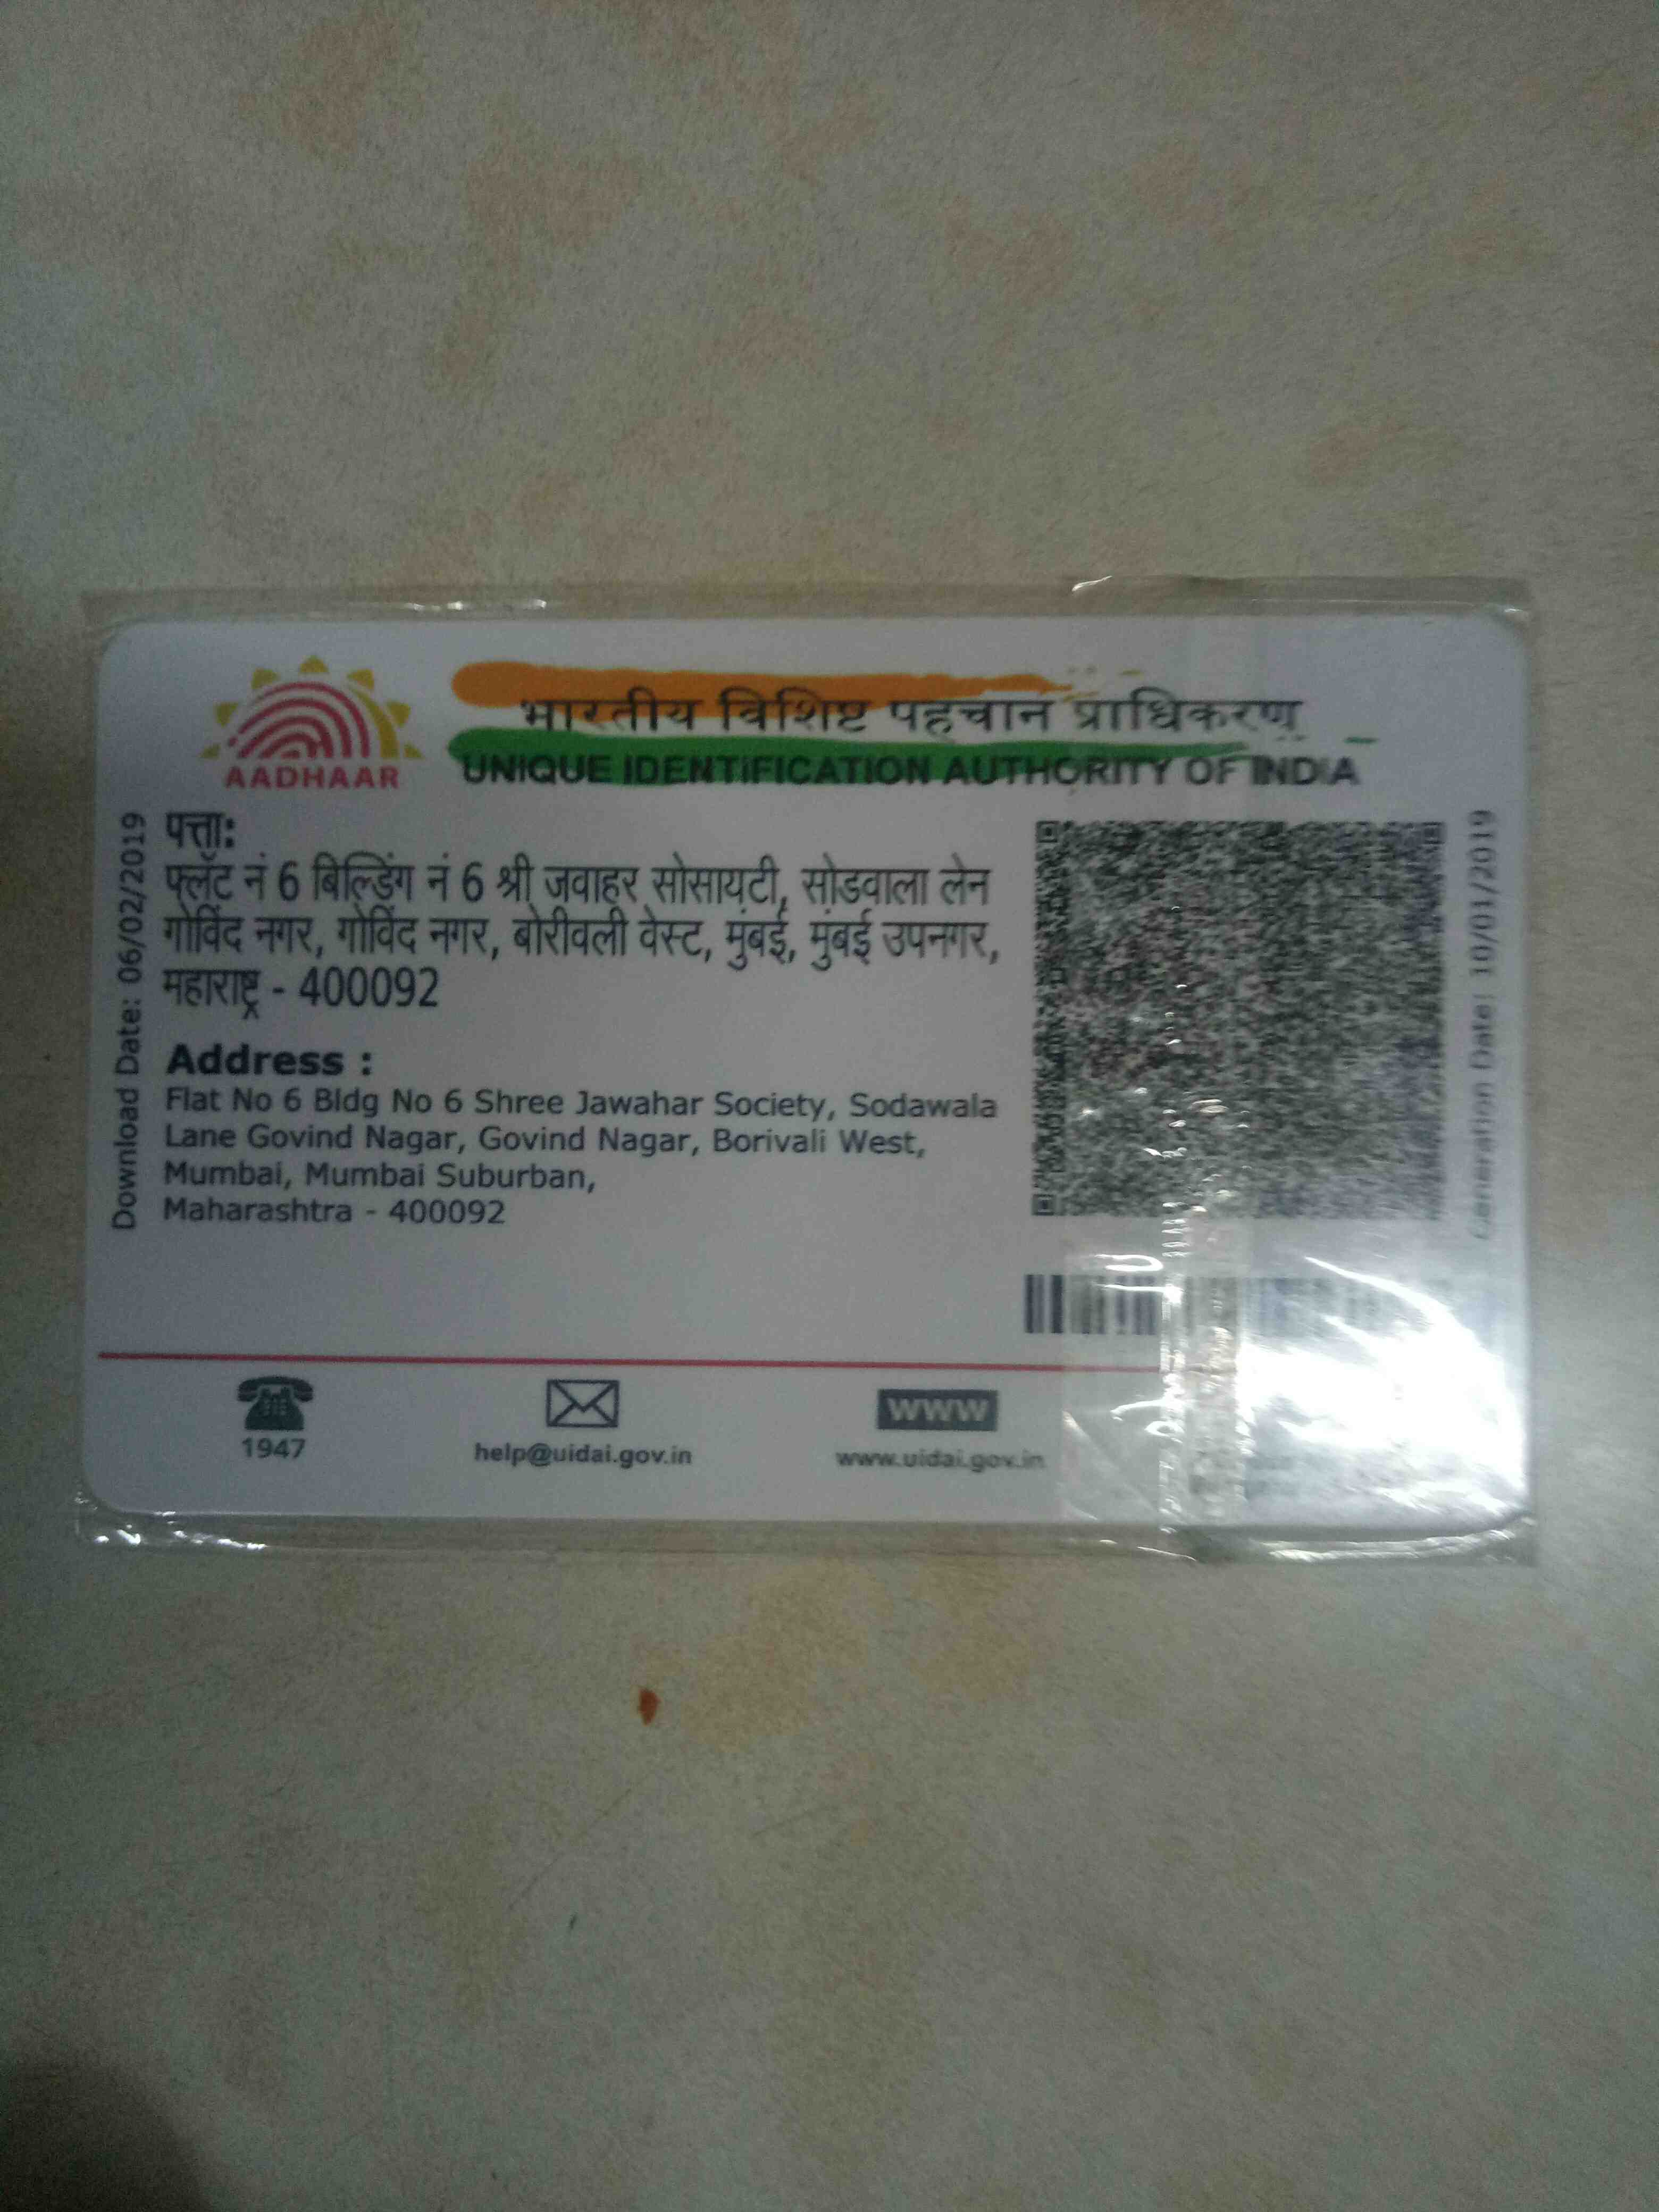 AADHAAR
भारतीय विशिष्ट पहचान प्राधिकरण
UNIQUE IDENTIFICATION AUTHORITY OF INDIA
Download Date: 06/02/2019
पत्ता:
फ्लॅट नं 6 बिल्डिंग नं 6 श्री जवाहर सोसायटी, सोडवाला लेन
गोविंद नगर, गोविंद नगर, बोरीवली वेस्ट, मुंबई, मुंबई उपनगर,
महाराष्ट्र - 400092
Address :
Flat No 6 Bldg No 6 Shree Jawahar Society, Sodawala
Lane Govind Nagar, Govind Nagar, Borivali West,
Mumbai, Mumbai Suburban,
Maharashtra - 400092
Generation Date: 10/01/2019
1947
help@uidai.gov.in
www
www.uidai.gov.in